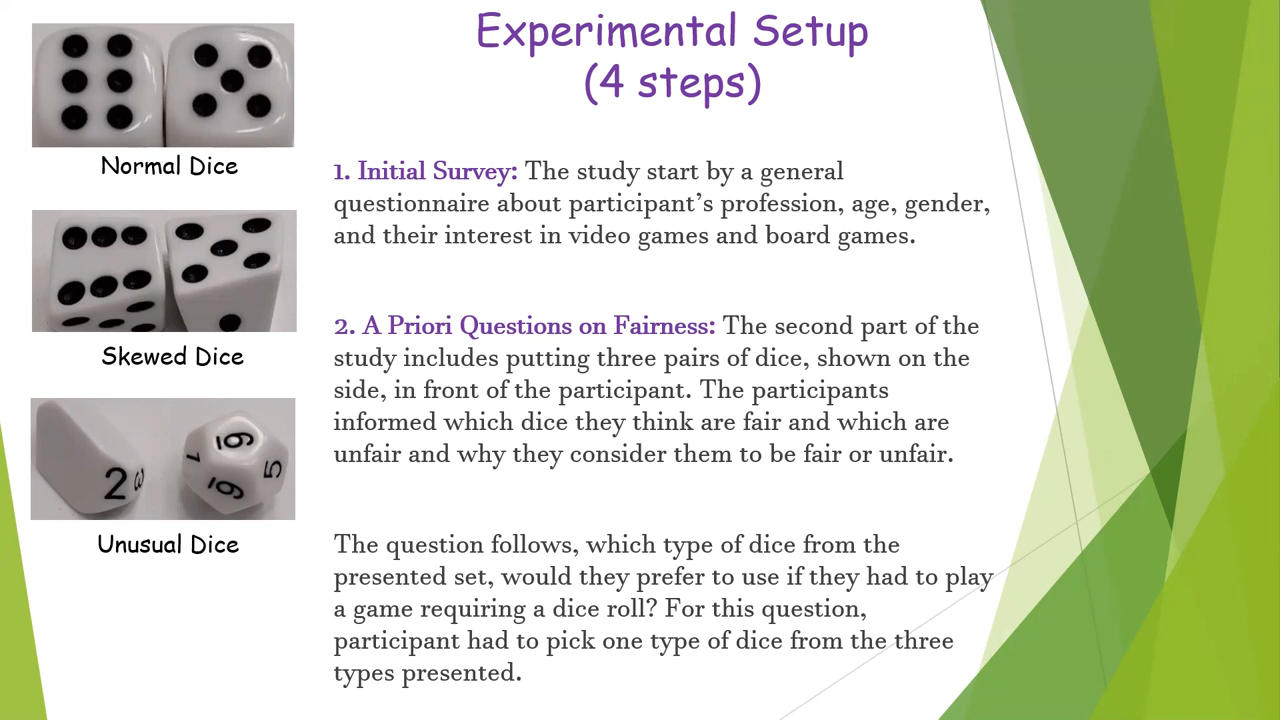 Experimental Setup
(4 steps)
Normal Dice
Skewed Dice
2 3
6
1
5
6
Unusual Dice
1. Initial Survey: The study start by a general
questionnaire about participant’s profession, age, gender,
and their interest in video games and board games.
2. A Priori Questions on Fairness: The second part of the
study includes putting three pairs of dice, shown on the
side, in front of the participant. The participants
informed which dice they think are fair and which are
unfair and why they consider them to be fair or unfair.
The question follows, which type of dice from the
presented set, would they prefer to use if they had to play
a game requiring a dice roll? For this question,
participant had to pick one type of dice from the three
types presented.